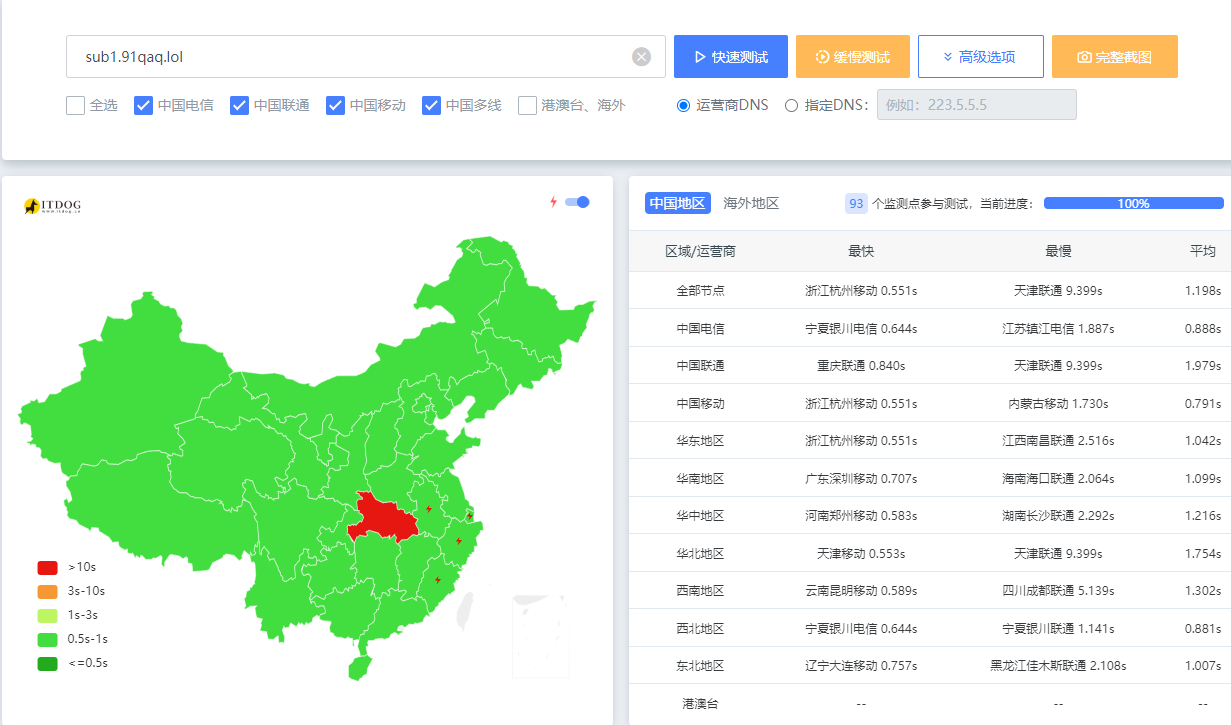 sub1.91qaq.lol 快速测试 缓慢测试 高级选项 完整截图
全选 中国电信 中国联通 中国移动 中国多线 港澳台、海外 运营商DNS 指定DNS: 例如：223.5.5.5
ITDOG
www.itdog.cn
>10s
3s-10s
1s-3s
0.5s-1s
<=0.5s
中国地区 海外地区 93 个监测点参与测试，当前进度： 100%
区域/运营商 最快 最慢 平均
全部节点 浙江杭州移动 0.551s 天津联通 9.399s 1.198s
中国电信 宁夏银川电信 0.644s 江苏镇江电信 1.887s 0.888s
中国联通 重庆联通 0.840s 天津联通 9.399s 1.979s
中国移动 浙江杭州移动 0.551s 内蒙古移动 1.730s 0.791s
华东地区 浙江杭州移动 0.551s 江西南昌联通 2.516s 1.042s
华南地区 广东深圳移动 0.707s 海南海口联通 2.064s 1.099s
华中地区 河南郑州移动 0.583s 湖南长沙联通 2.292s 1.216s
华北地区 天津移动 0.553s 天津联通 9.399s 1.754s
西南地区 云南昆明移动 0.589s 四川成都联通 5.139s 1.302s
西北地区 宁夏银川电信 0.644s 宁夏银川联通 1.141s 0.881s
东北地区 辽宁大连移动 0.757s 黑龙江佳木斯联通 2.108s 1.007s
港澳台 -- -- --